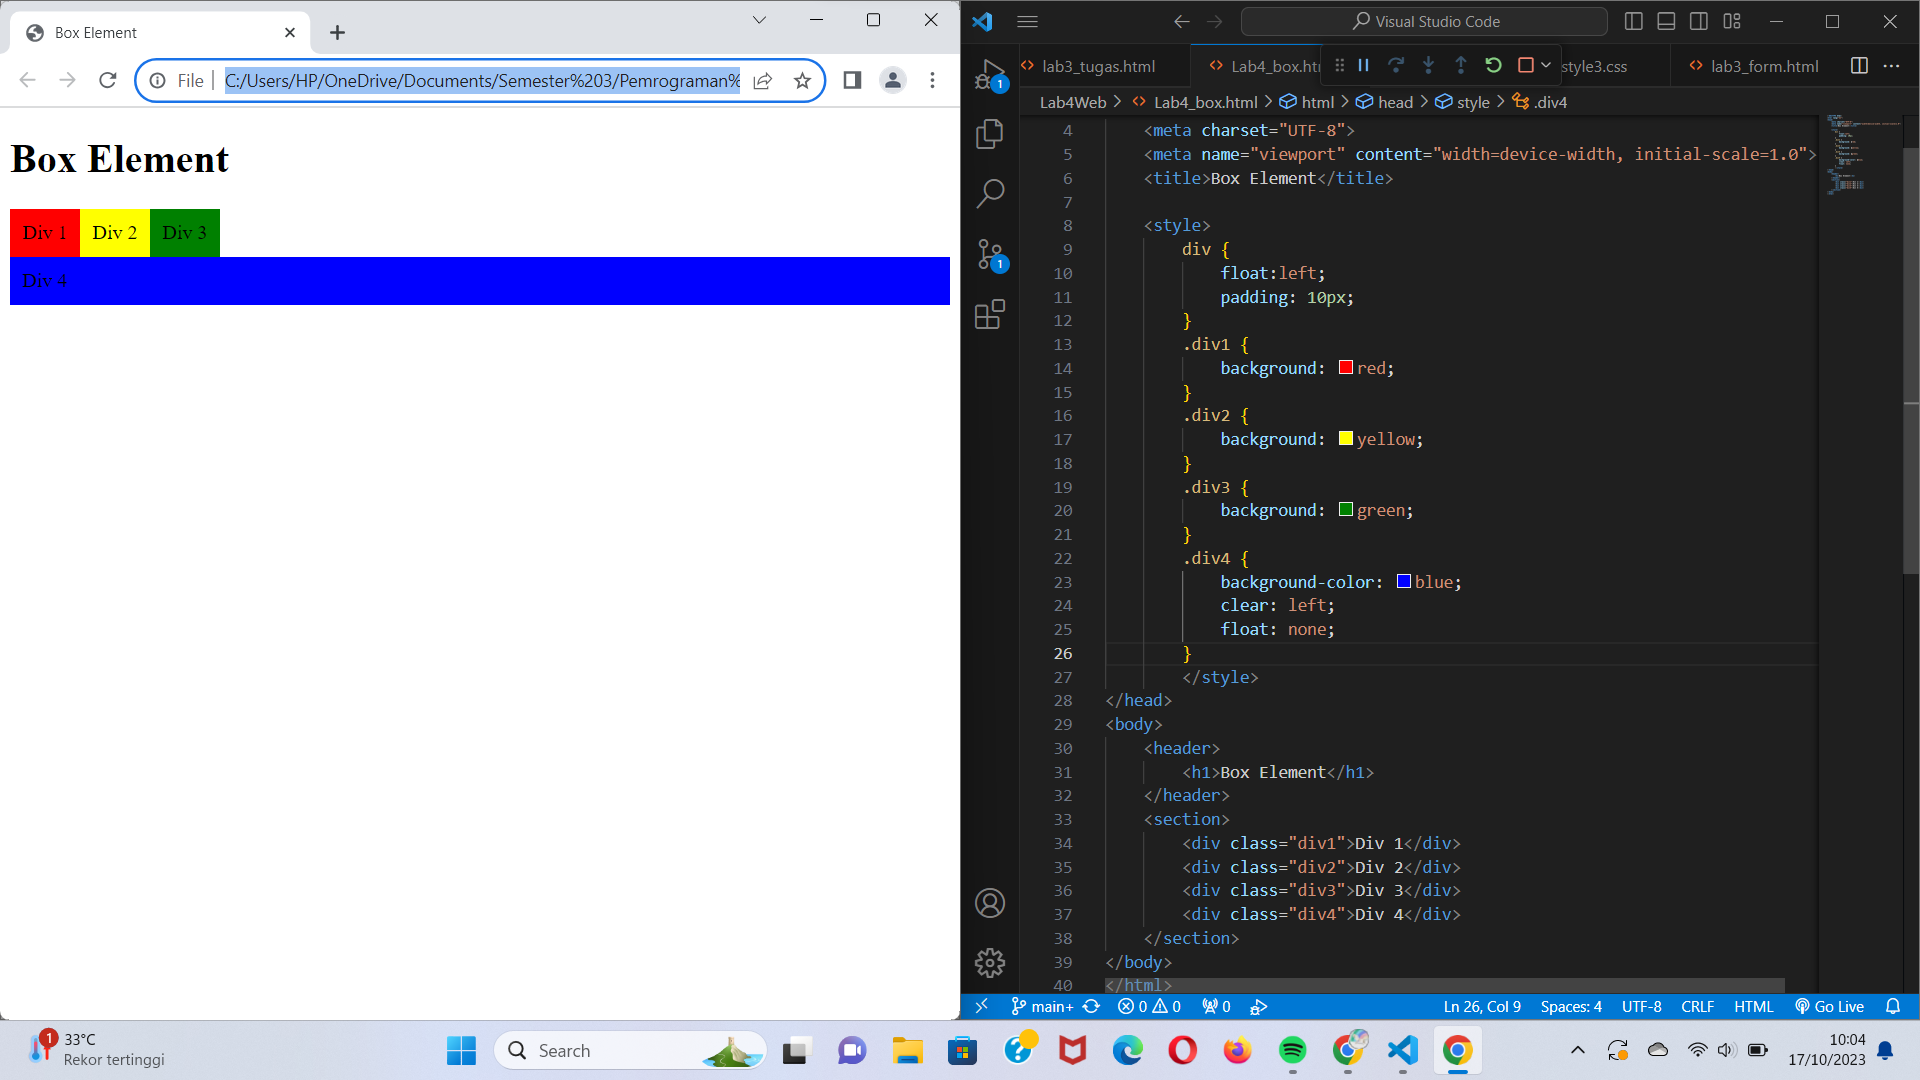 Box Element
File
C:/Users/HP/OneDrive/Documents/Semester%203/Pemrograman%
Box Element
Div 1
Div 2
Div 3
Div 4
Visual Studio Code
lab3_tugas.html
Lab4_box.ht
style3.css
lab3_form.html
Lab4Web > Lab4_box.html > html > head > style > .div4
4 <meta charset="UTF-8">
5 <meta name="viewport" content="width=device-width, initial-scale=1.0">
6 <title>Box Element</title>
7
8 <style>
9 div {
10 float:left;
11 padding: 10px;
12 }
13 .div1 {
14 background: red;
15 }
16 .div2 {
17 background: yellow;
18 }
19 .div3 {
20 background: green;
21 }
22 .div4 {
23 background-color: blue;
24 clear: left;
25 float: none;
26 }
27 </style>
28 </head>
29 <body>
30 <header>
31 <h1>Box Element</h1>
32 </header>
33 <section>
34 <div class="div1">Div 1</div>
35 <div class="div2">Div 2</div>
36 <div class="div3">Div 3</div>
37 <div class="div4">Div 4</div>
38 </section>
39 </body>
40 </html>
1
1
main+
0
0
0
Ln 26, Col 9
Spaces: 4
UTF-8
CRLF
HTML
Go Live
1
33°C
Rekor tertinggi
Search
10:04
17/10/2023